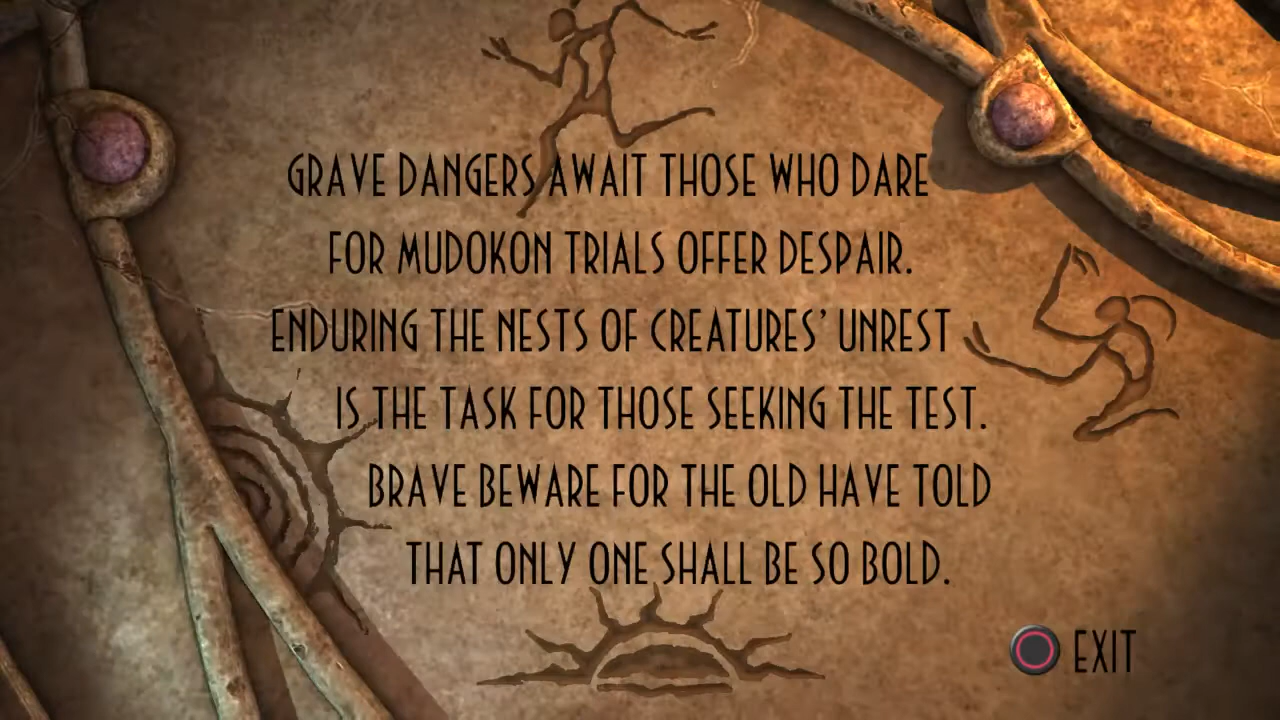 GRAVE DANGERS AWAIT THOSE WHO DARE
FOR MUDOKON TRIALS OFFER DESPAIR.
ENDURING THE NESTS OF CREATURES' UNREST
IS THE TASK FOR THOSE SEEKING THE TEST.
BRAVE BEWARE FOR THE OLD HAVE TOLD
THAT ONLY ONE SHALL BE SO BOLD.
EXIT